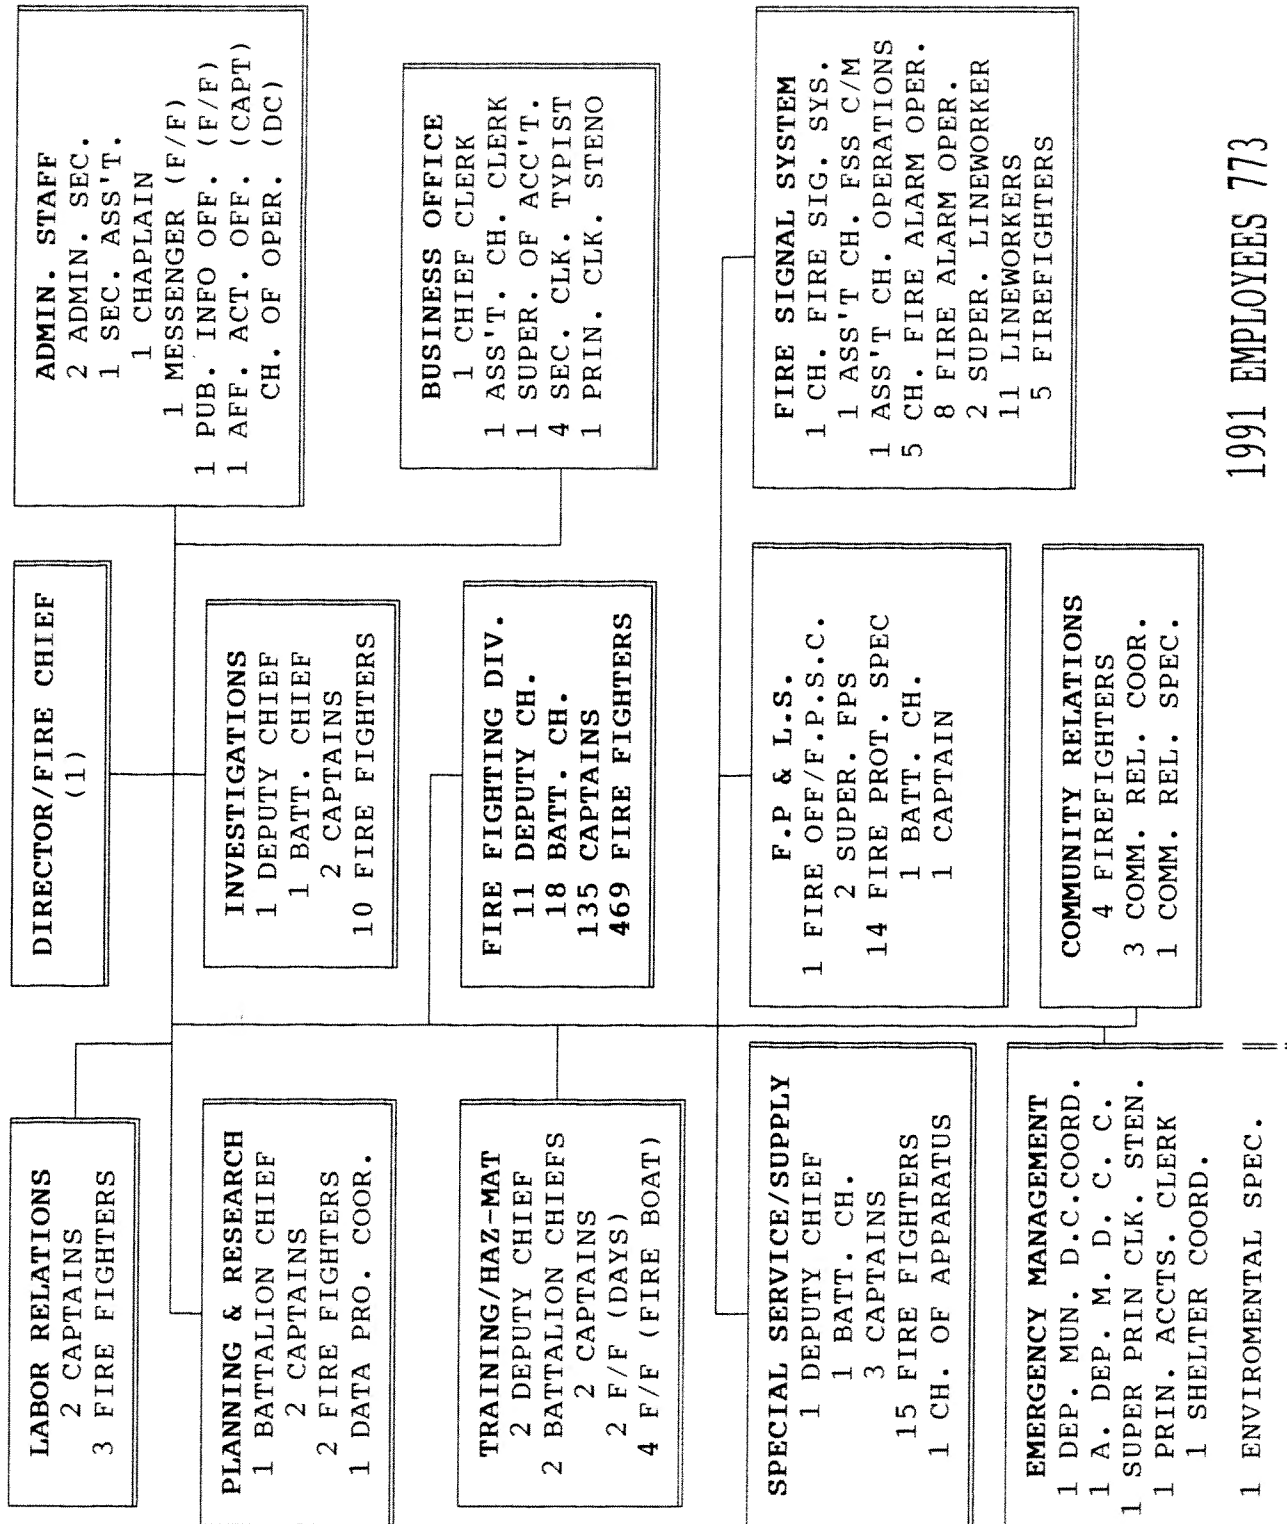 DIRECTOR/FIRE CHIEF
(1)
LABOR RELATIONS
2 CAPTAINS
3 FIRE FIGHTERS
ADMIN. STAFF
2 ADMIN. SEC.
1 SEC. ASS'T.
1 CHAPLAIN
1 MESSENGER (F/F)
1 PUB. INFO OFF. (F/F)
1 AFF. ACT. OFF. (CAPT)
CH. OF OPER. (DC)
PLANNING & RESEARCH
1 BATTALION CHIEF
2 CAPTAINS
2 FIRE FIGHTERS
1 DATA PRO. COOR.
INVESTIGATIONS
1 DEPUTY CHIEF
1 BATT. CHIEF
2 CAPTAINS
10 FIRE FIGHTERS
BUSINESS OFFICE
1 CHIEF CLERK
1 ASS'T. CH. CLERK
1 SUPER. OF ACC'T.
4 SEC. CLK. TYPIST
1 PRIN. CLK. STENO
TRAINING/HAZ-MAT
2 DEPUTY CHIEF
2 BATTALION CHIEFS
2 CAPTAINS
2 F/F (DAYS)
4 F/F (FIRE BOAT)
FIRE FIGHTING DIV.
11 DEPUTY CH.
18 BATT. CH.
135 CAPTAINS
469 FIRE FIGHTERS
SPECIAL SERVICE/SUPPLY
1 DEPUTY CHIEF
1 BATT. CH.
3 CAPTAINS
15 FIRE FIGHTERS
1 CH. OF APPARATUS
F.P & L.S.
1 FIRE OFF/F.P.S.C.
2 SUPER. FPS
14 FIRE PROT. SPEC
1 BATT. CH.
1 CAPTAIN
FIRE SIGNAL SYSTEM
1 CH. FIRE SIG. SYS.
1 ASS'T CH. FSS C/M
1 ASS'T CH. OPERATIONS
5 CH. FIRE ALARM OPER.
8 FIRE ALARM OPER.
2 SUPER. LINEWORKER
11 LINEWORKERS
5 FIREFIGHTERS
EMERGENCY MANAGEMENT
1 DEP. MUN. D.C.COORD.
1 A. DEP. M. D. C. C.
1 SUPER PRIN CLK. STEN.
1 PRIN. ACCTS. CLERK
1 SHELTER COORD.
1 ENVIROMENTAL SPEC.
COMMUNITY RELATIONS
4 FIREFIGHTERS
3 COMM. REL. COOR.
1 COMM. REL. SPEC.
1991 EMPLOYEES 773